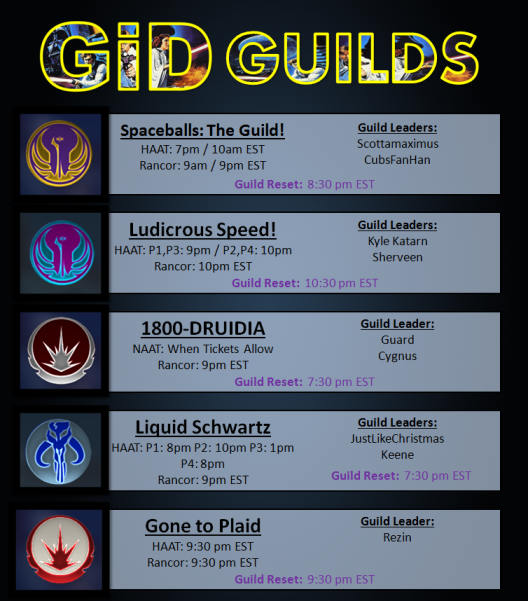 GiD GUILDS
Spaceballs: The Guild!
HAAT: 7pm / 10am EST
Rancor: 9am / 9pm EST
Guild Leaders:
Scottamaximus
CubsFanHan
Guild Reset: 8:30 pm EST
Ludicrous Speed!
HAAT: P1,P3: 9pm / P2,P4: 10pm
Rancor: 10pm EST
Guild Leaders:
Kyle Katarn
Sherveen
Guild Reset: 10:30 pm EST
1800-DRUIDIA
NAAT: When Tickets Allow
Rancor: 9pm EST
Guild Leader:
Guard
Cygnus
Guild Reset: 7:30 pm EST
Liquid Schwartz
HAAT: P1: 8pm P2: 10pm P3: 1pm
P4: 8pm
Rancor: 9pm EST
Guild Leaders:
JustLikeChristmas
Keene
Guild Reset: 7:30 pm EST
Gone to Plaid
HAAT: 9:30 pm EST
Rancor: 9:30 pm EST
Guild Leader:
Rezin
Guild Reset: 9:30 pm EST